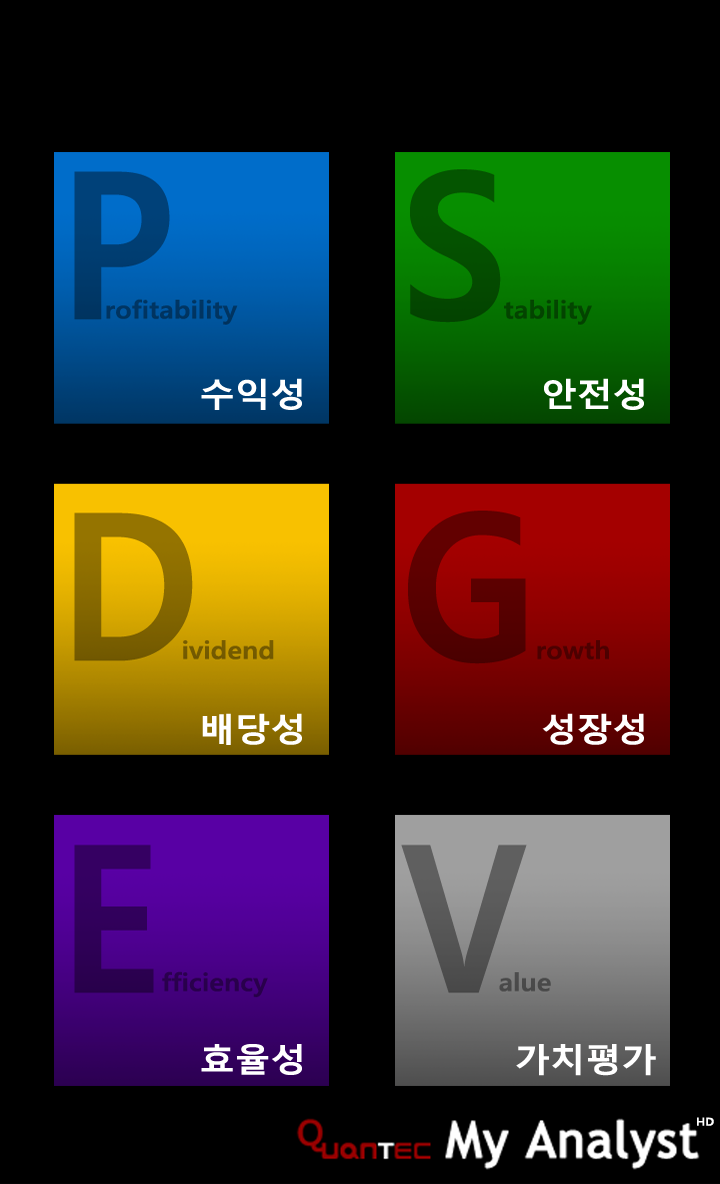 Profitability
수익성
Stability
안전성
Dividend
배당성
Growth
성장성
Efficiency
효율성
Value
가치평가
QuanTEC My Analyst HD